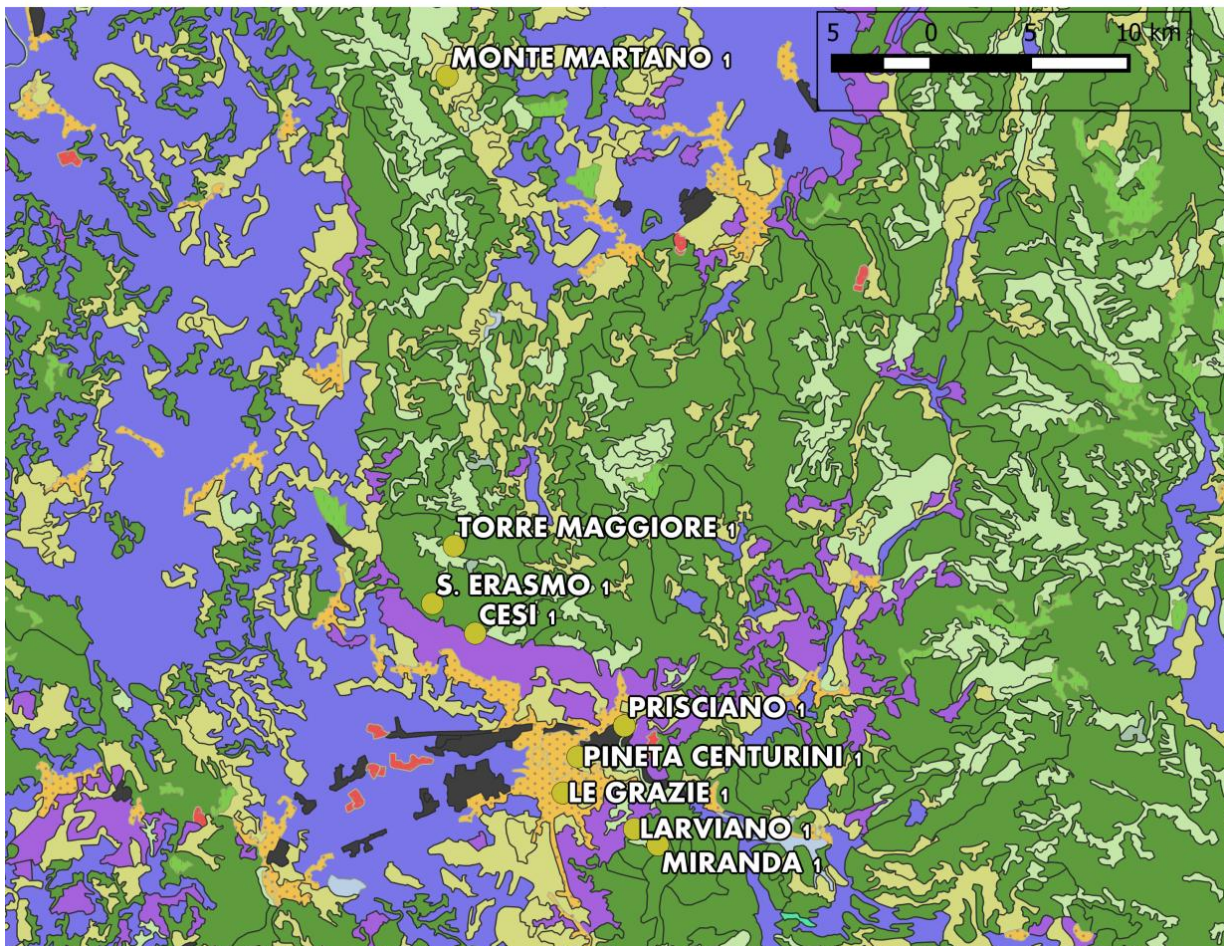 5 0 5 10 km
MONTE MARTANO 1
TORRE MAGGIORE 1
S. ERASMO 1
CESI 1
PRISCIANO 1
PINETA CENTURINI 1
LE GRAZIE 1
LARVIANO 1
MIRANDA 1